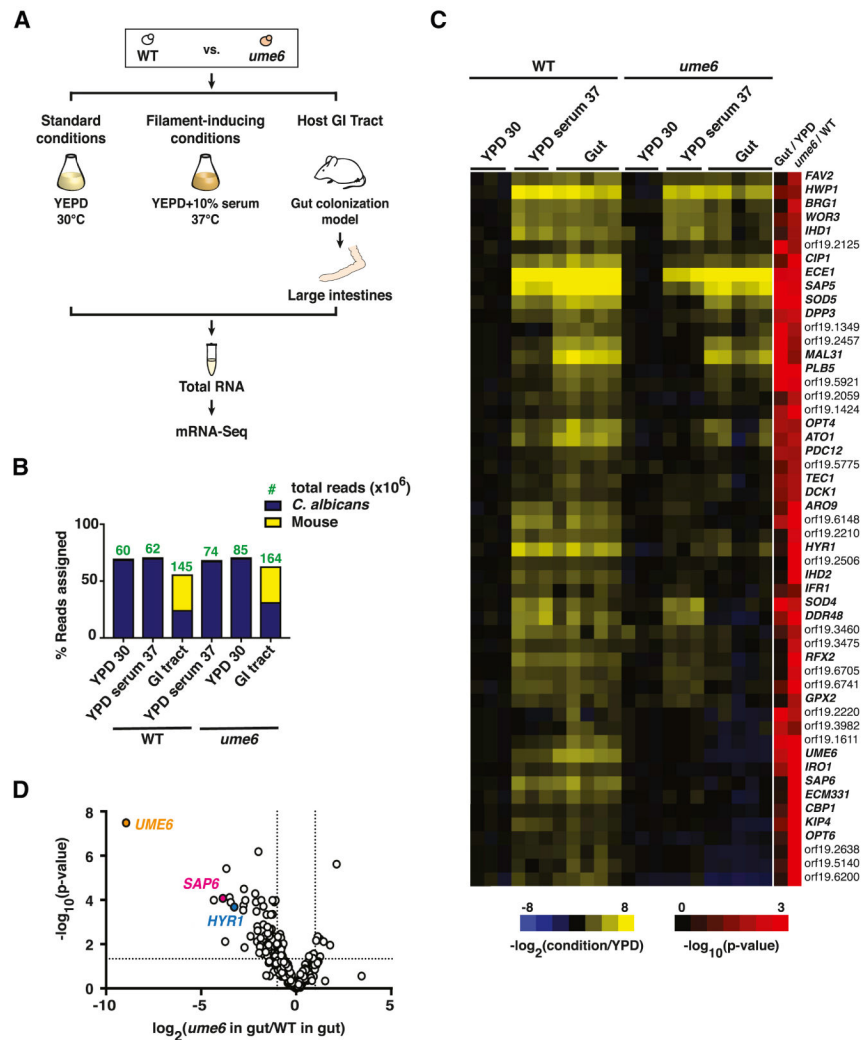 A
WT
vs.
ume6
Standard
conditions
Filament-inducing
conditions
Host GI Tract
YEPD
30°C
YEPD+10% serum
37°C
Gut colonization
model
Large intestines
Total RNA
mRNA-Seq
B
# total reads (x10⁶)
C. albicans
Mouse
% Reads assigned
100
50
0
60
62
145
74
85
164
YPD 30
YPD serum 37
GI tract
YPD serum 37
YPD 30
GI tract
WT
ume6
C
WT
ume6
YPD 30
YPD serum 37
Gut
YPD 30
YPD serum 37
Gut
Gut / YPD
ume6 / WT
FAV2
HWP1
BRG1
WOR3
IHD1
orf19.2125
CIP1
ECE1
SAP5
SOD5
DPP3
orf19.1349
orf19.2457
MAL31
PLB5
orf19.5921
orf19.2059
orf19.1424
OPT4
ATO1
PDC12
orf19.5775
TEC1
DCK1
ARO9
orf19.6148
orf19.2210
HYR1
orf19.2506
IHD2
IFR1
SOD4
DDR48
orf19.3460
orf19.3475
RFX2
orf19.6705
orf19.6741
GPX2
orf19.2220
orf19.3982
orf19.1611
UME6
IRO1
SAP6
ECM331
CBP1
KIP4
OPT6
orf19.2638
orf19.5140
orf19.6200
-8 8
-log₂(condition/YPD)
0 3
-log₁₀(p-value)
D
-log₁₀(p-value)
8
6
4
2
0
UME6
SAP6
HYR1
-10 -5 0 5
log₂(ume6 in gut/WT in gut)